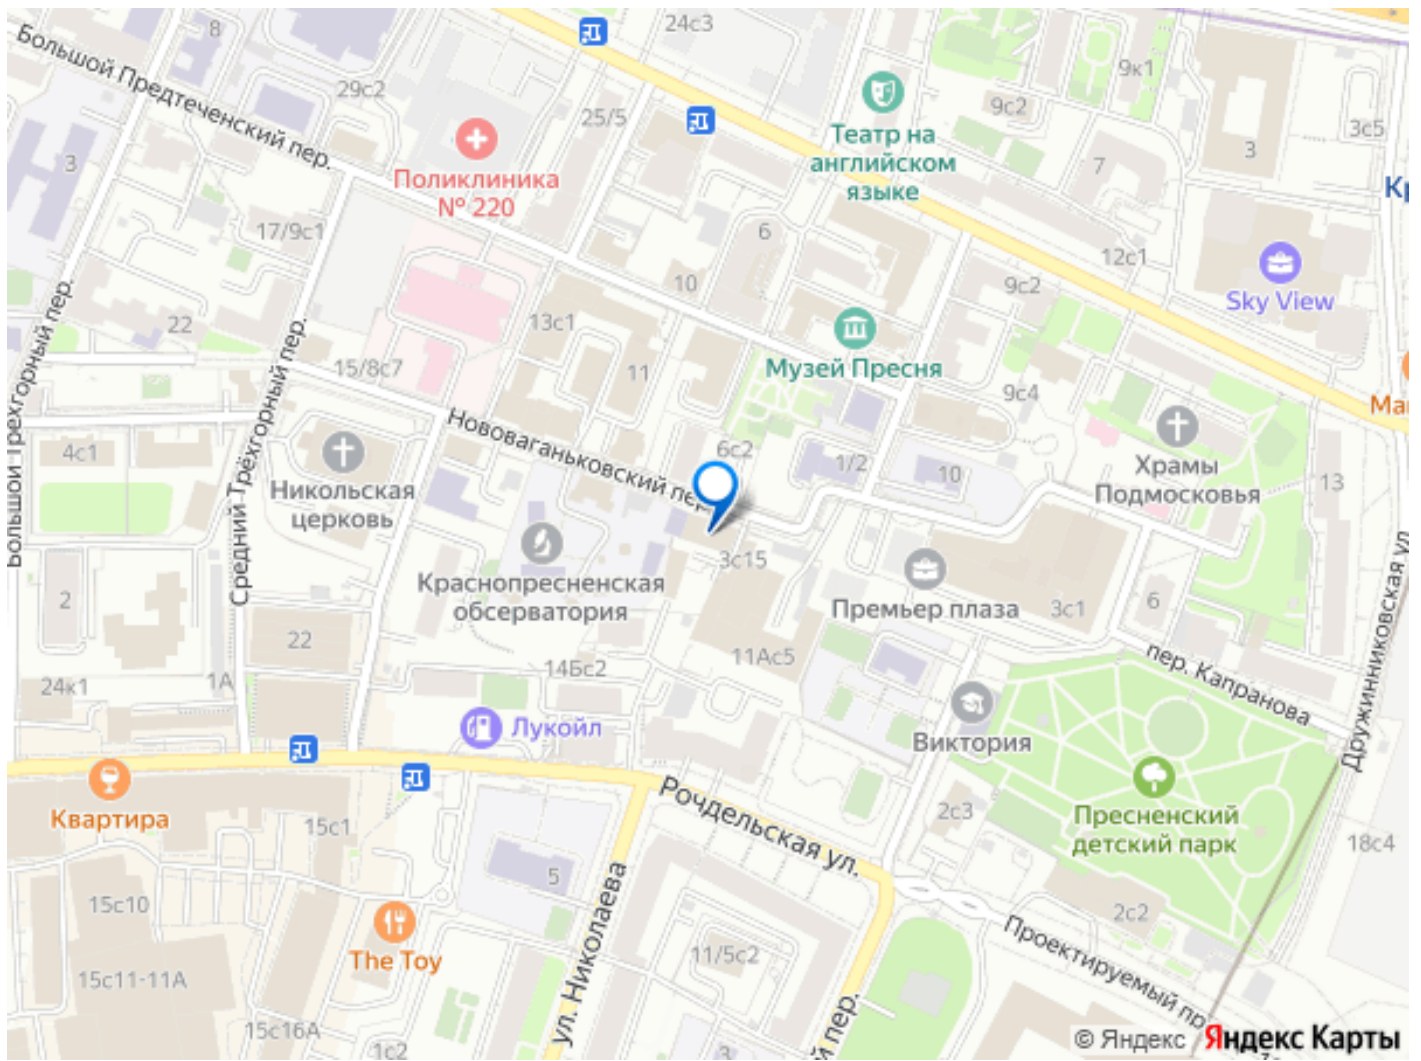 24с3
8
Большой Предтеченский пер.
29с2
25/5
9к1
9с2
3с5
3
3
7
Театр на
английском
языке
Поликлиника
№ 220
17/9с1
6
12с1
10
9с2
Sky View
22
13с1
15/8с7
11
Музей Пресня
9с4
Большой Трёхгорный пер.
Средний Трёхгорный пер.
Нововаганьковский пер.
4с1
Никольская
церковь
6с2
1/2
10
Храмы
Подмосковья
13
3с15
Краснопресненская
обсерватория
Премьер плаза
3с1
6
2
22
11Ас5
14Бс2
24к1
1А
пер. Капранова
Дружинниковская ул.
Лукойл
Виктория
Квартира
15с1
Рочдельская ул.
2с3
Пресненский
детский парк
18с4
5
15с10
2с2
The Toy
11/5с2
ул. Николаева
Проектируемый
15с11-11А
15с16А
1с2
3
пер.
© Яндекс Яндекс Карты